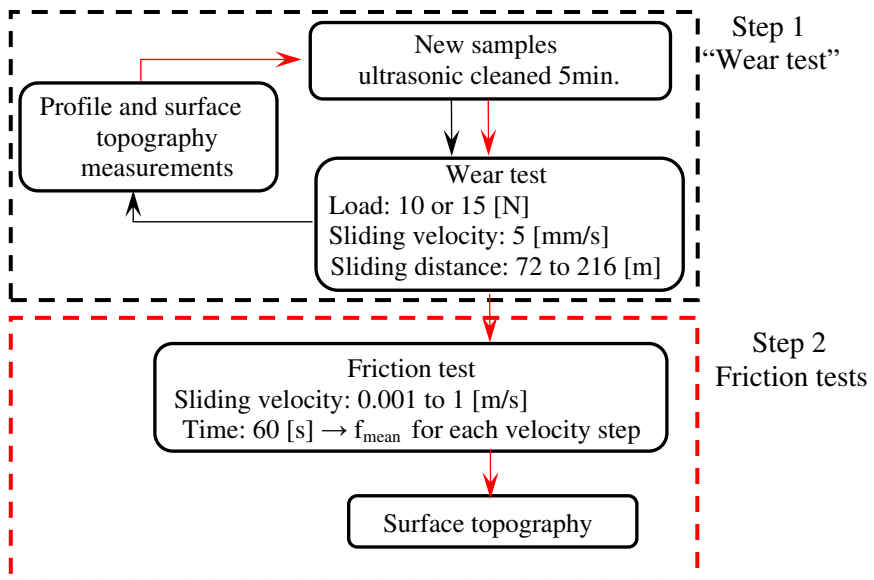 Step 1
“Wear test”
New samples
ultrasonic cleaned 5min.
Profile and surface
topography
measurements
Wear test
Load: 10 or 15 [N]
Sliding velocity: 5 [mm/s]
Sliding distance: 72 to 216 [m]
Step 2
Friction tests
Friction test
Sliding velocity: 0.001 to 1 [m/s]
Time: 60 [s] → fmean for each velocity step
Surface topography